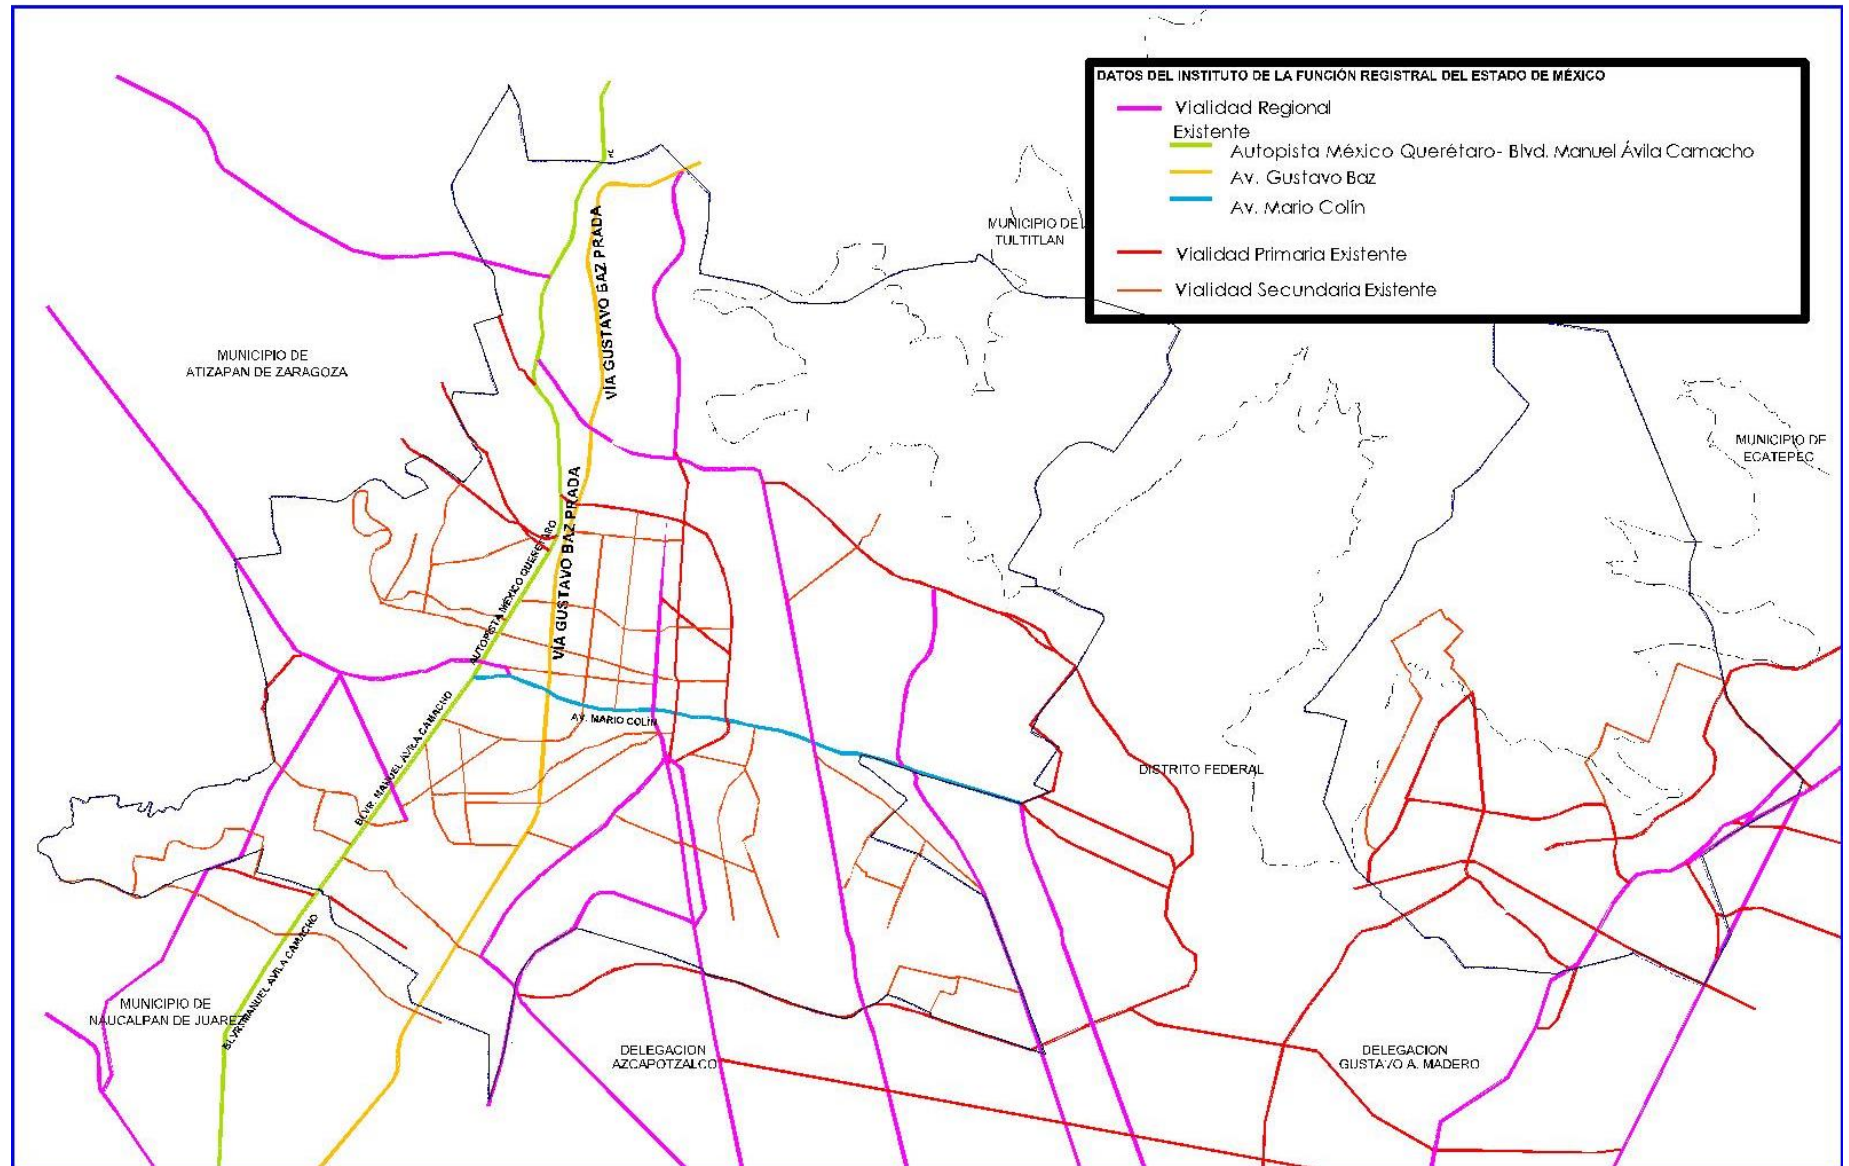 DATOS DEL INSTITUTO DE LA FUNCIÓN REGISTRAL DEL ESTADO DE MÉXICO
Vialidad Regional
Existente
Autopista México Querétaro- Blvd. Manuel Ávila Camacho
Av. Gustavo Baz
Av. Mario Colín
Vialidad Primaria Existente
Vialidad Secundaria Existente
MUNICIPIO DE
TULTITLAN
VÍA GUSTAVO BAZ PRADA
MUNICIPIO DE
ATIZAPAN DE ZARAGOZA
MUNICIPIO DE
ECATEPEC
VÍA GUSTAVO BAZ PRADA
AUTOPISTA MÉXICO QUERETARO
AV. MARIO COLÍN
BLVR. MANUEL AVILA CAMACHO
DISTRITO FEDERAL
BLVR. MANUEL AVILA CAMACHO
MUNICIPIO DE
NAUCALPAN DE JUAREZ
DELEGACION
AZCAPOTZALCO
DELEGACION
GUSTAVO A. MADERO